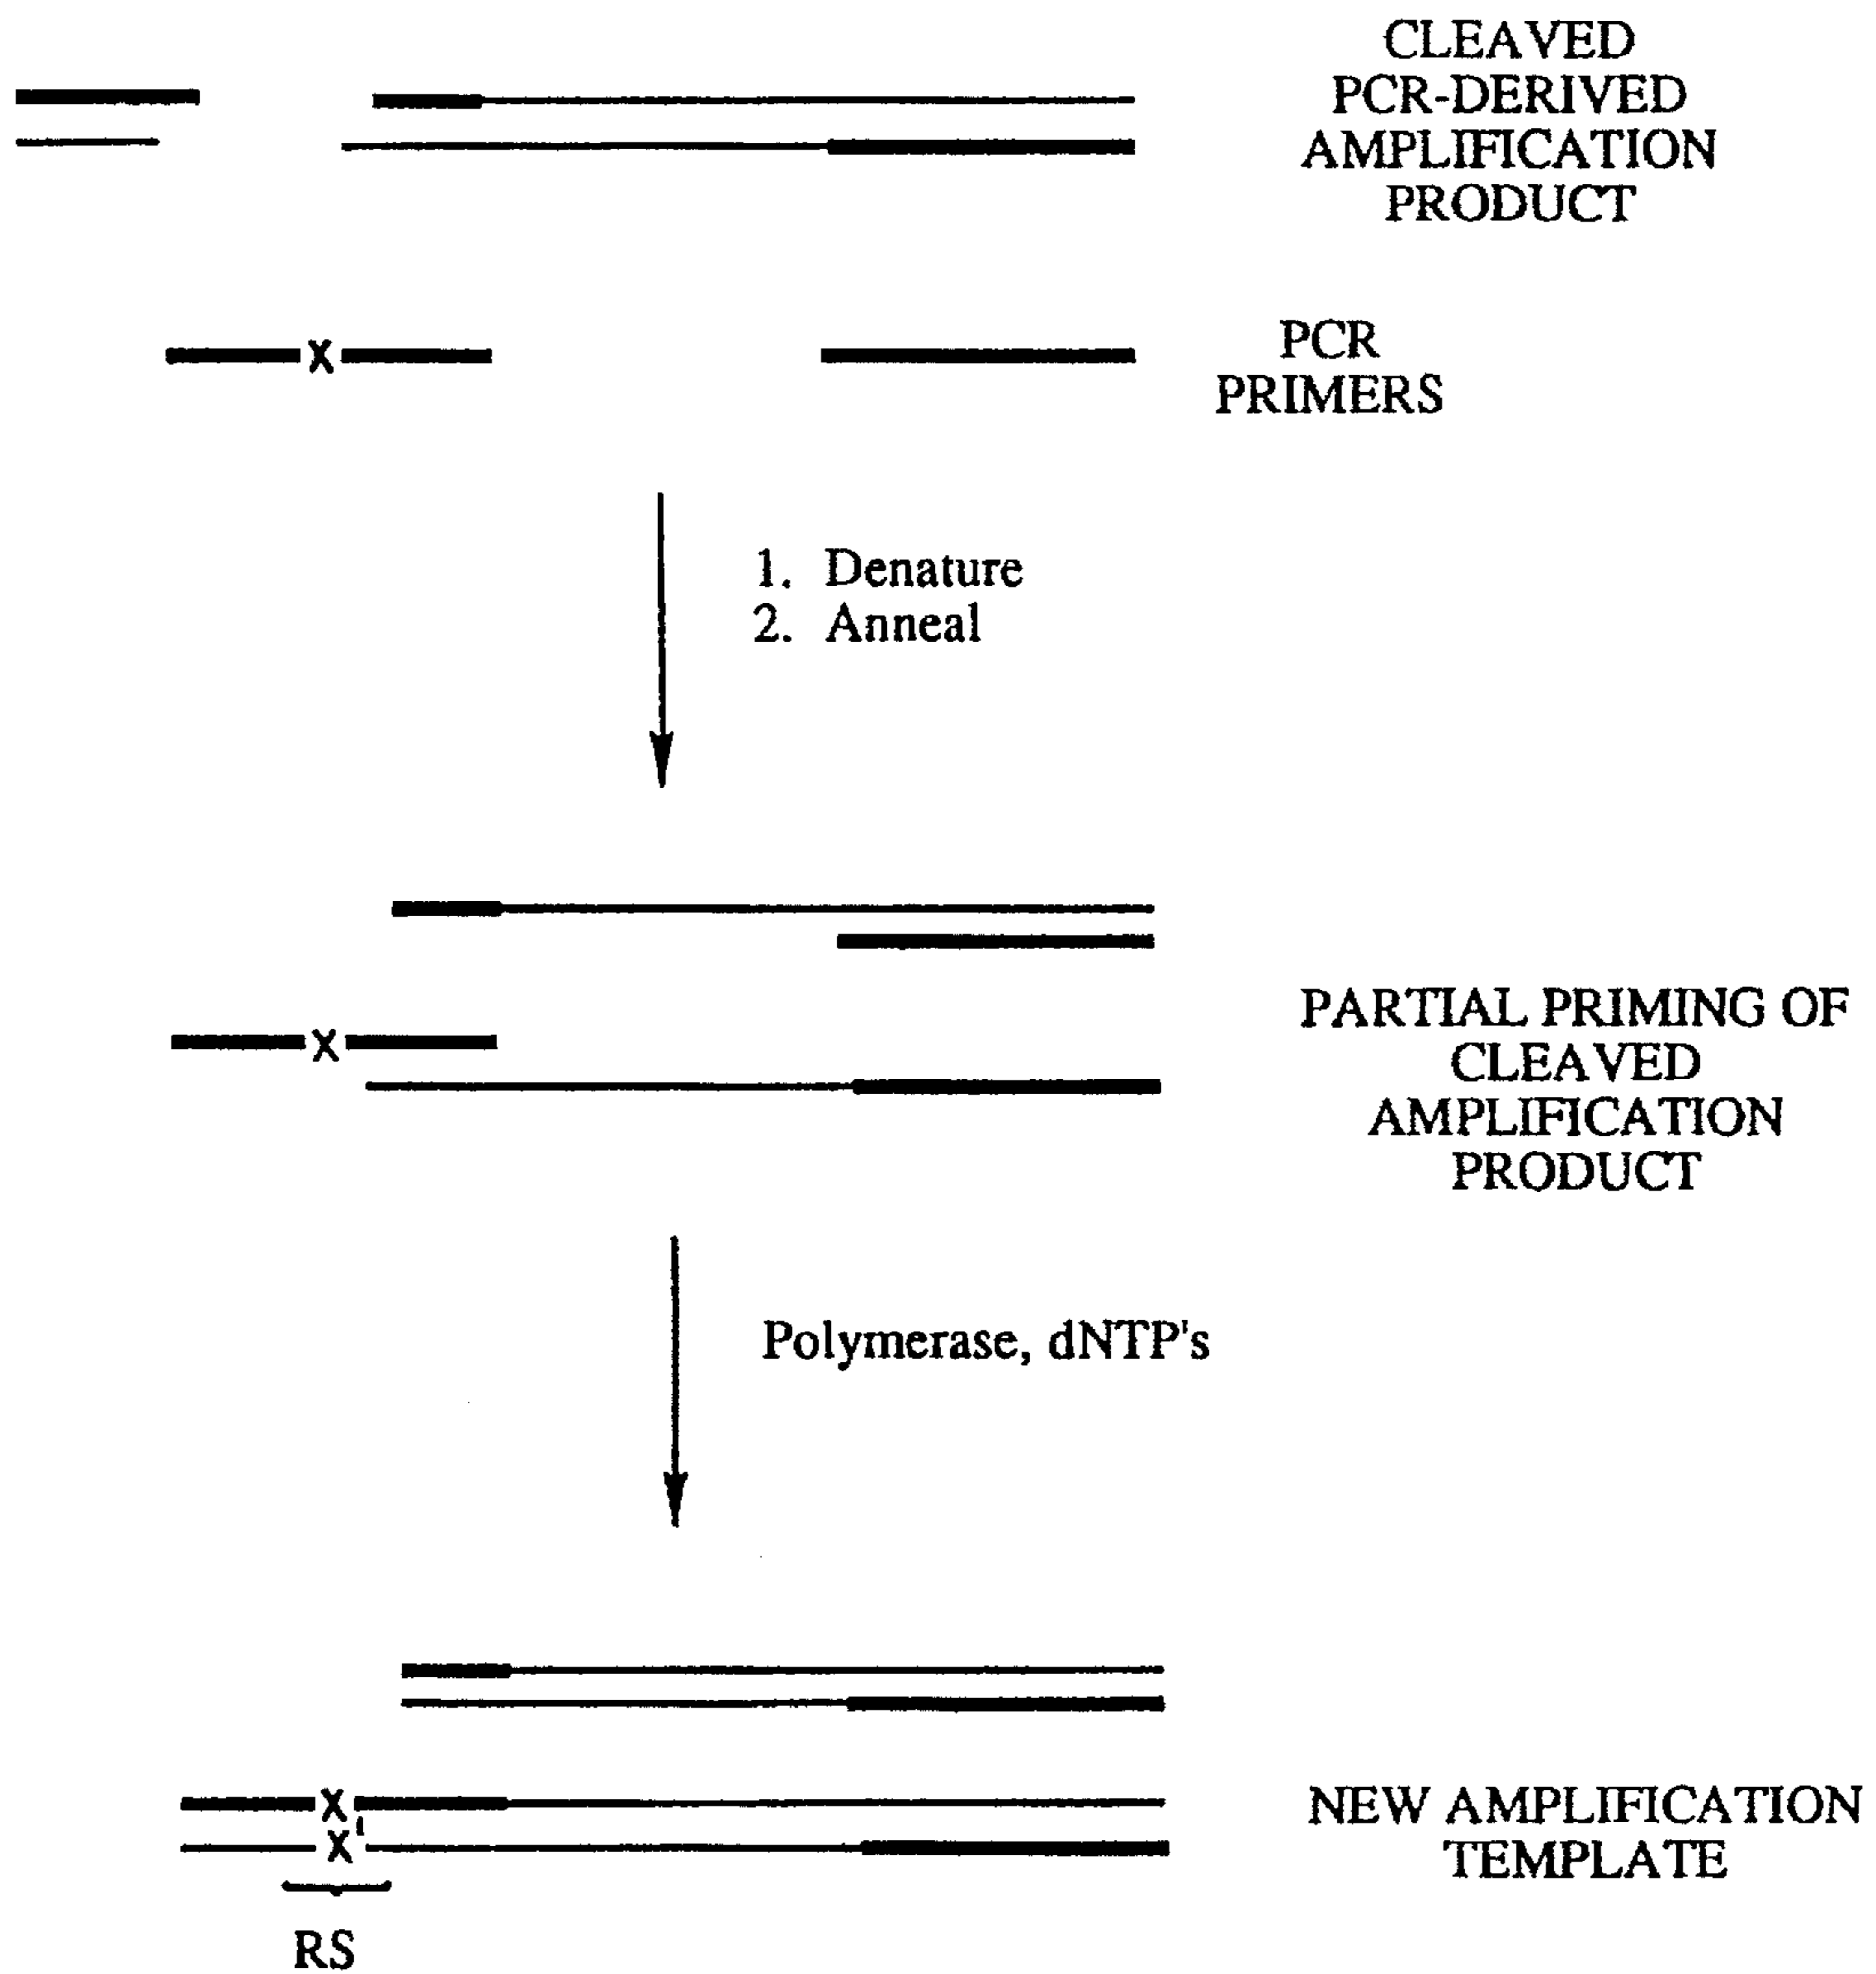 CLEAVED
PCR-DERIVED
AMPLIFICATION
PRODUCT
X
PCR
PRIMERS
1. Denature
2. Anneal
X
PARTIAL PRIMING OF
CLEAVED
AMPLIFICATION
PRODUCT
Polymerase, dNTP's
X
X'
NEW AMPLIFICATION
TEMPLATE
RS